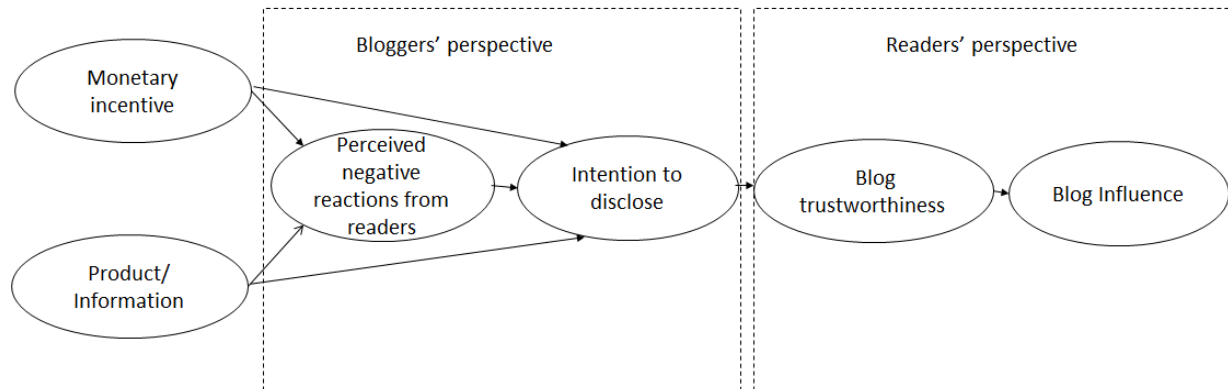 Bloggers’ perspective
Readers’ perspective
Monetary
incentive
Perceived
negative
reactions from
readers
Intention to
disclose
Blog
trustworthiness
Blog Influence
Product/
Information